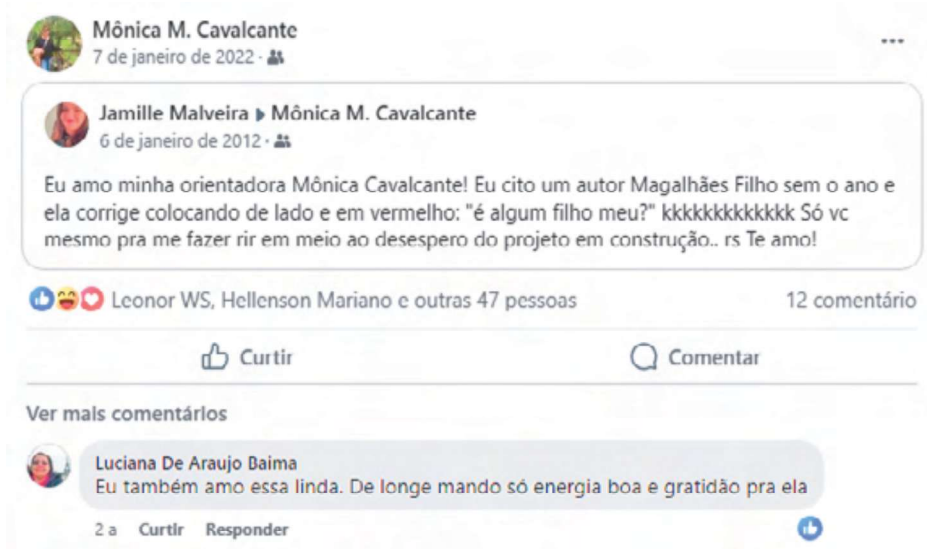 Mônica M. Cavalcante
7 de janeiro de 2022 ·
Jamille Malveira ▸ Mônica M. Cavalcante
6 de janeiro de 2012 ·
Eu amo minha orientadora Mônica Cavalcante! Eu cito um autor Magalhães Filho sem o ano e
ela corrige colocando de lado e em vermelho: "é algum filho meu?" kkkkkkkkkkkkk Só vc
mesmo pra me fazer rir em meio ao desespero do projeto em construção.. rs Te amo!
Leonor WS, Hellenson Mariano e outras 47 pessoas 12 comentário
Curtir Comentar
Ver mais comentários
Luciana De Araujo Baima
Eu também amo essa linda. De longe mando só energia boa e gratidão pra ela
2 a Curtir Responder